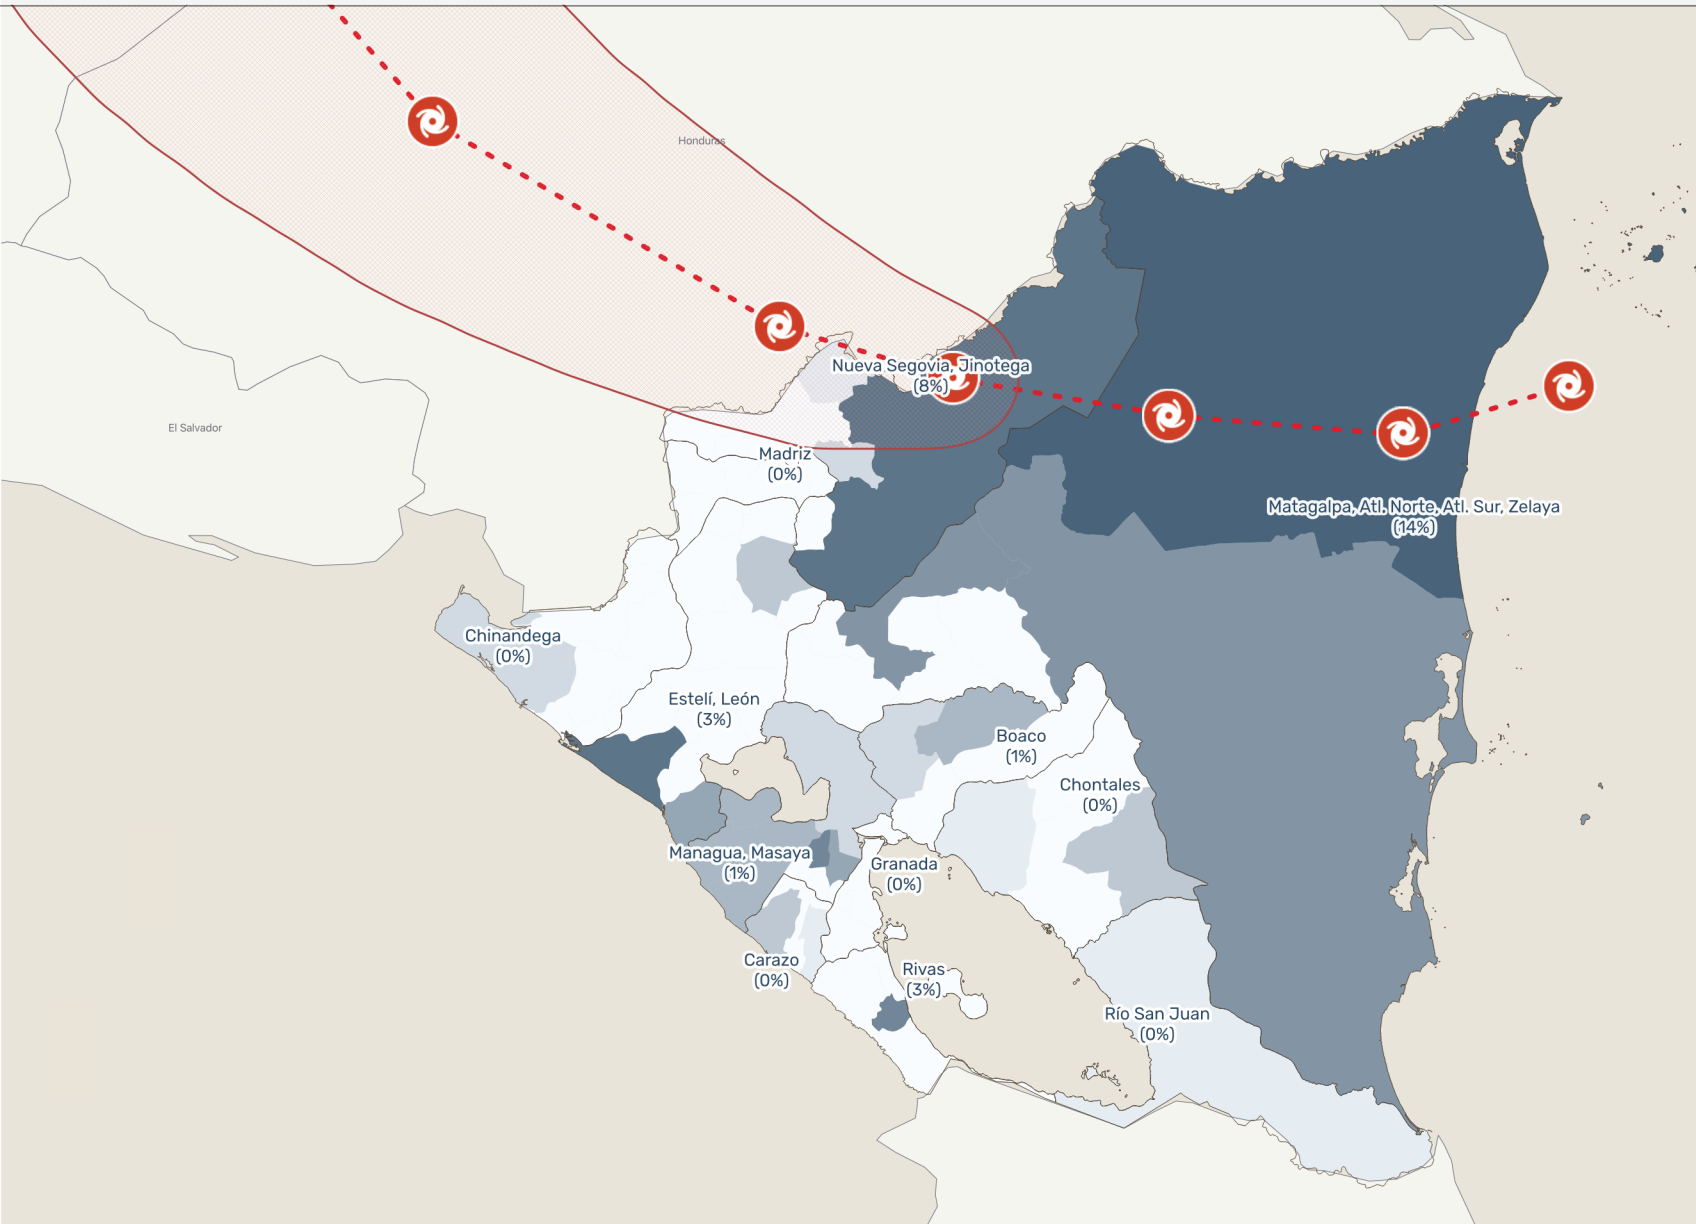 Honduras
Nueva Segovia, Jinotega
(8%)
El Salvador
Madriz
(0%)
Matagalpa, Atl. Norte, Atl. Sur, Zelaya
(14%)
Chinandega
(0%)
Estelí, León
(3%)
Boaco
(1%)
Chontales
(0%)
Managua, Masaya
(1%)
Granada
(0%)
Carazo
(0%)
Rivas
(3%)
Río San Juan
(0%)